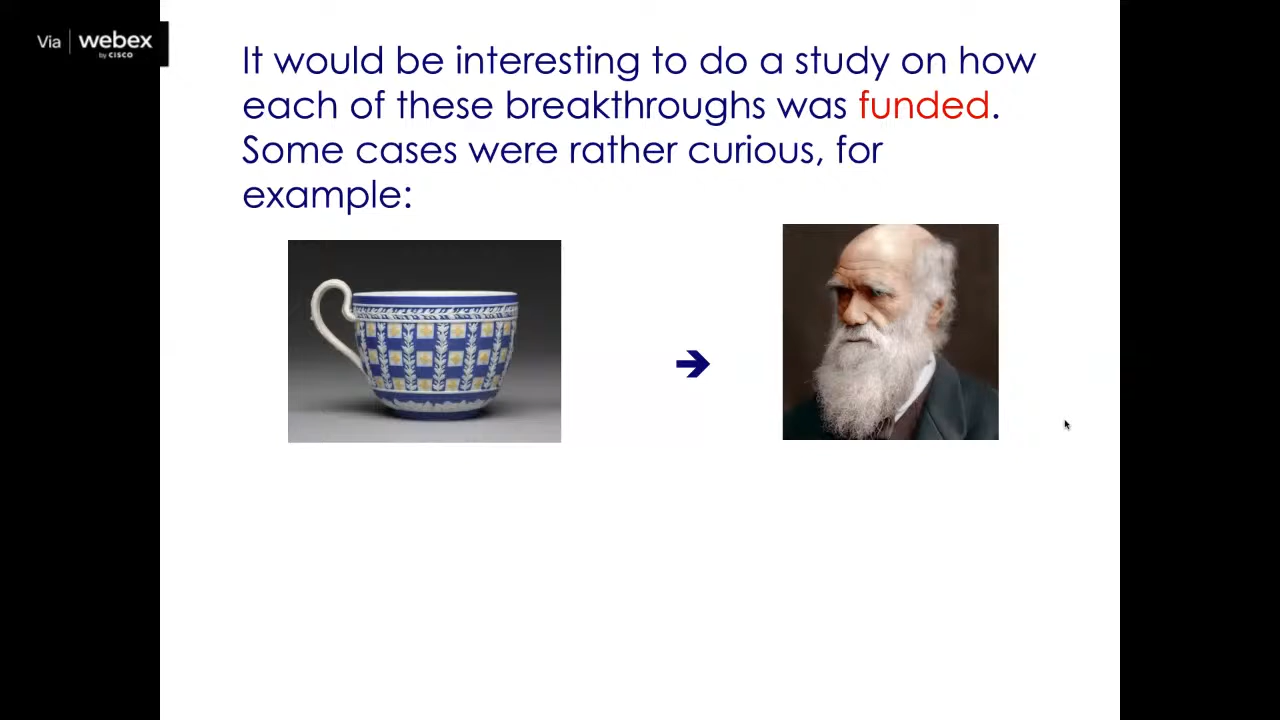 Via webex
by CISCO
It would be interesting to do a study on how
each of these breakthroughs was funded.
Some cases were rather curious, for
example: